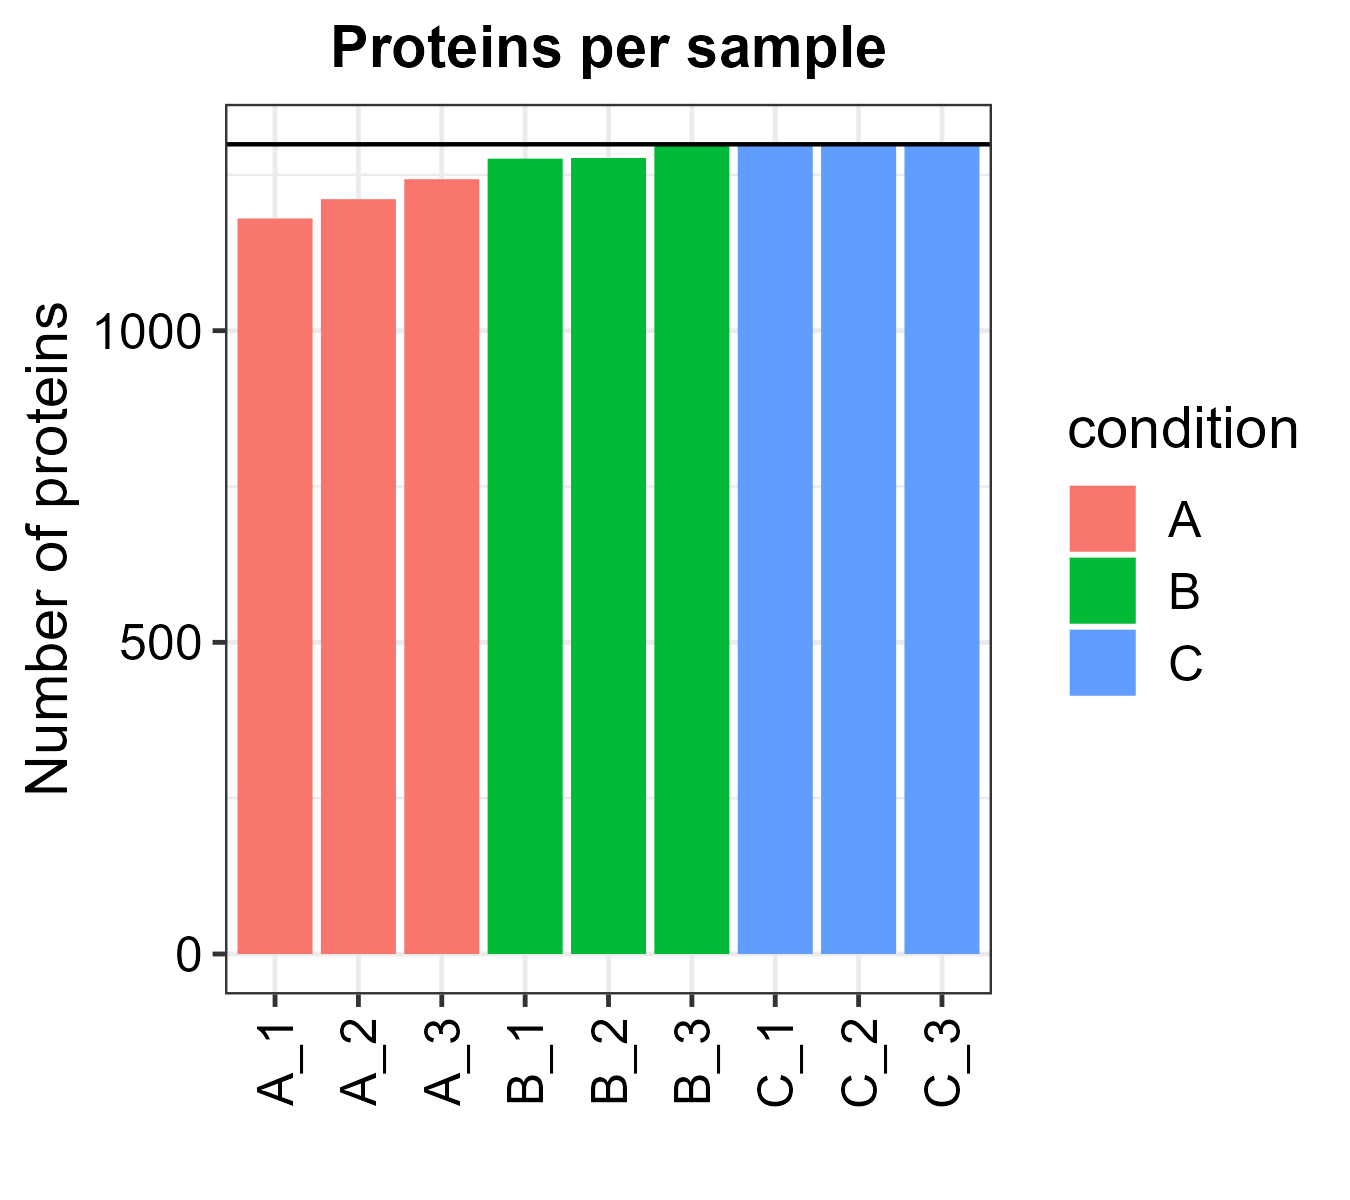 Proteins per sample
Number of proteins
1000
500
0
A_1
A_2
A_3
B_1
B_2
B_3
C_1
C_2
C_3
condition
A
B
C